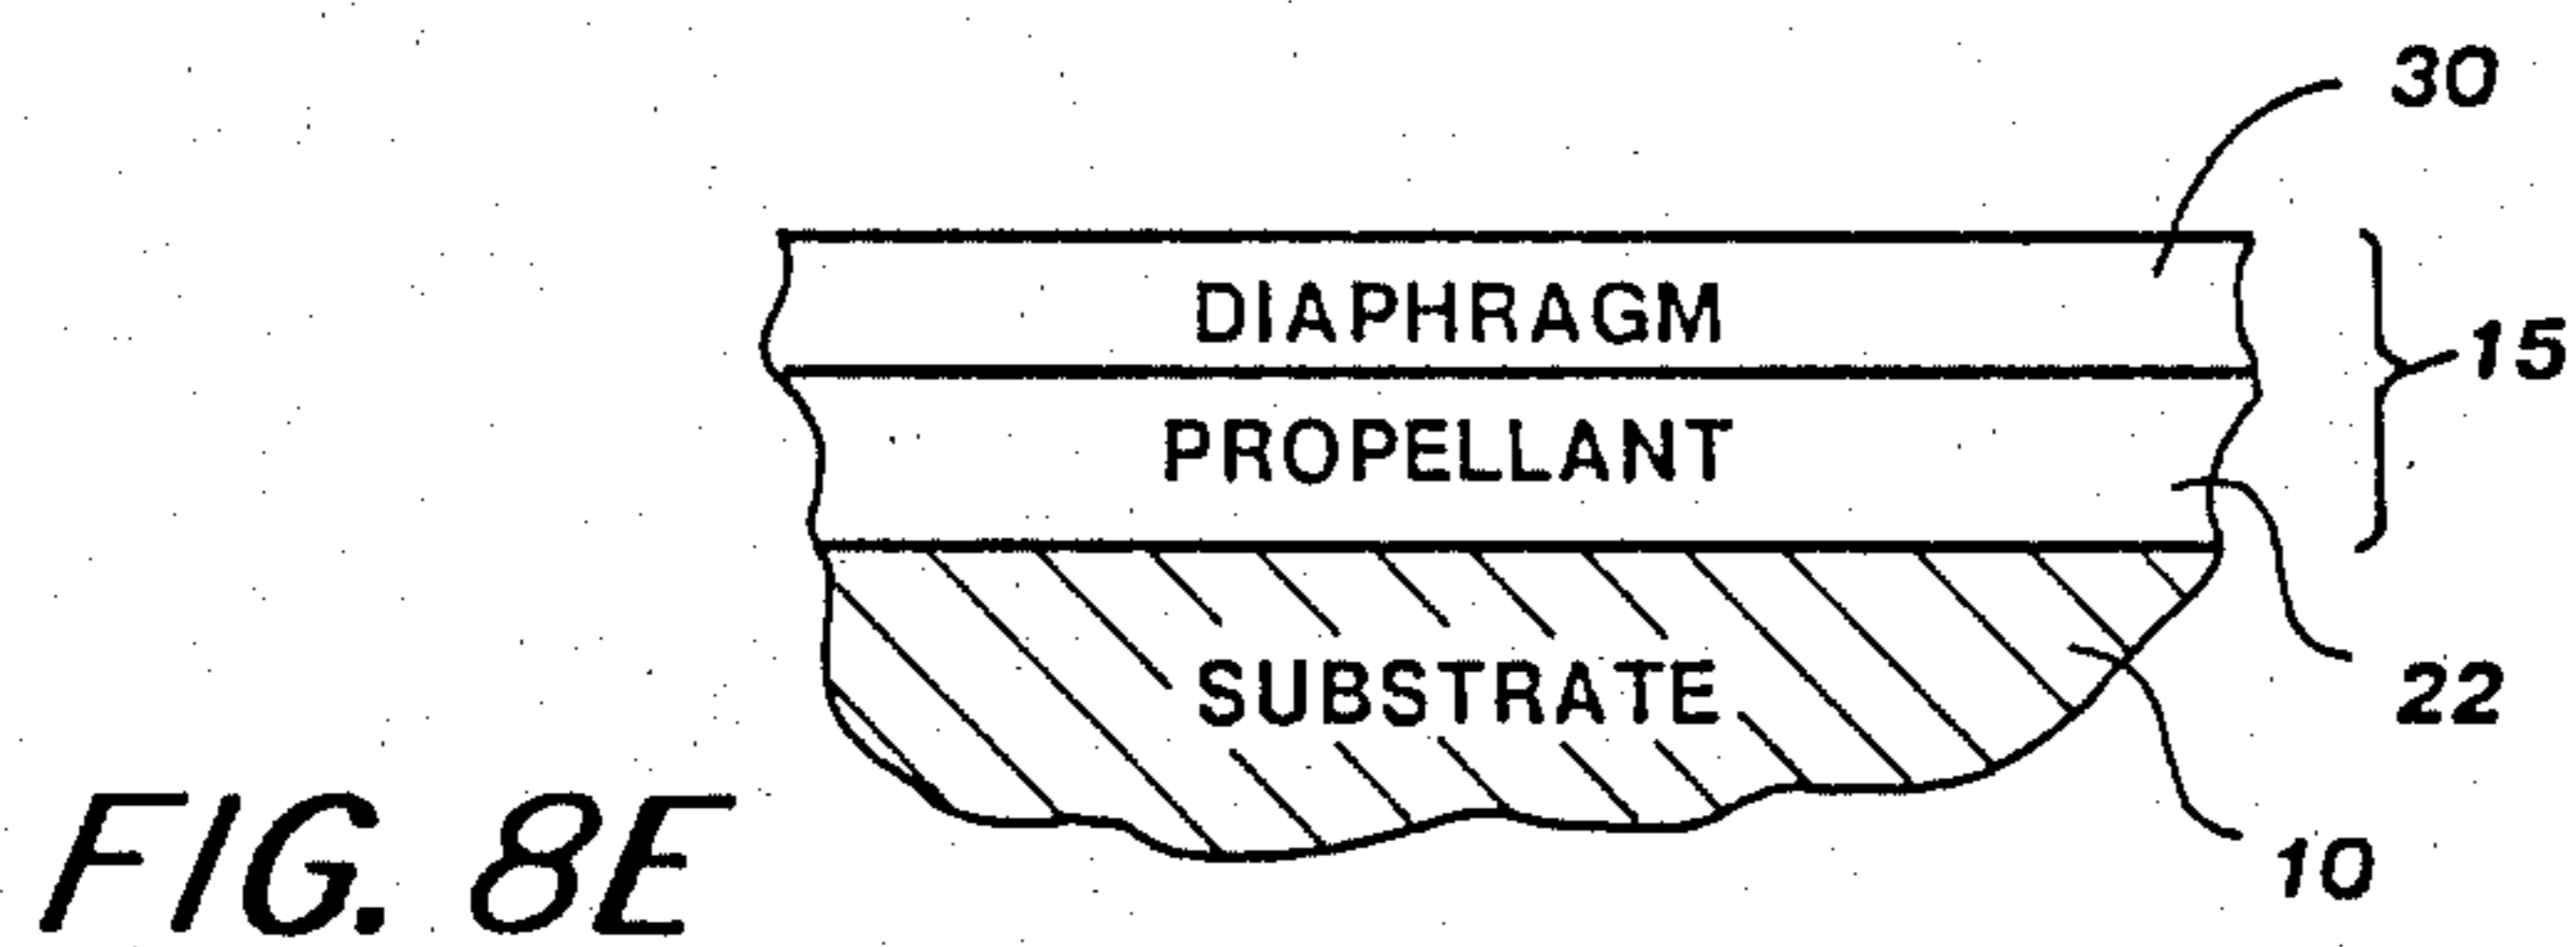 30
DIAPHRAGM
15
PROPELLANT
22
SUBSTRATE
10
FIG. 8E